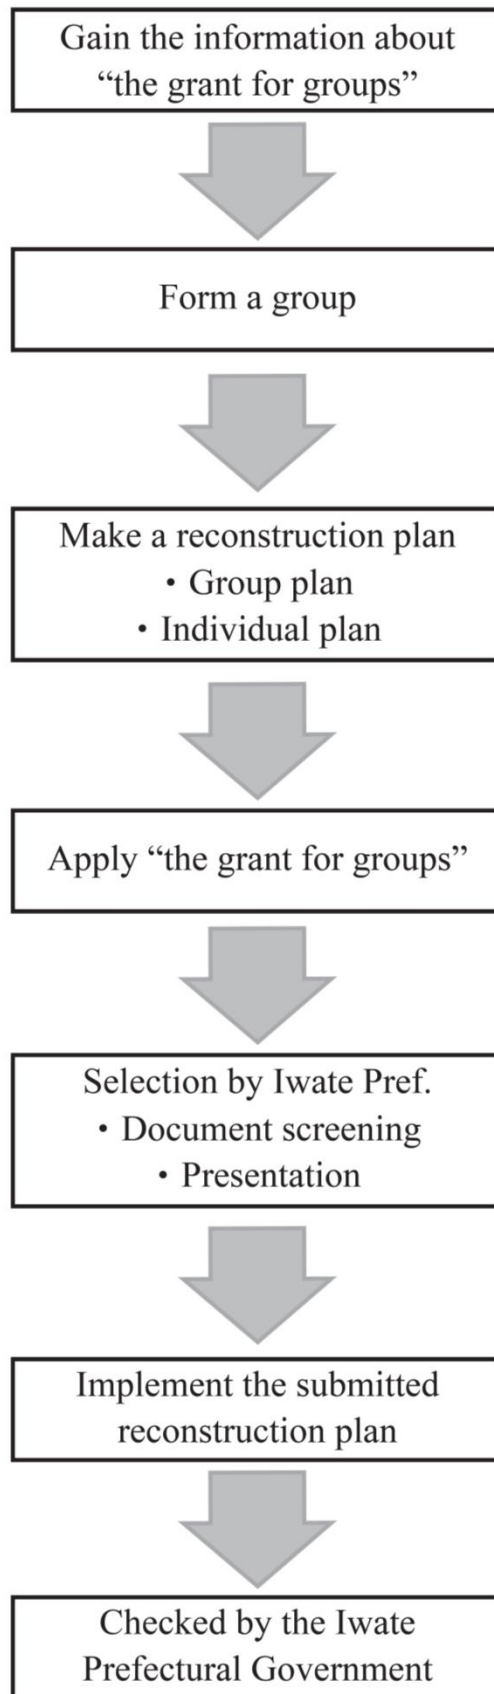 Gain the information about
“the grant for groups”
Form a group
Make a reconstruction plan
・Group plan
・Individual plan
Apply “the grant for groups”
Selection by Iwate Pref.
・Document screening
・Presentation
Implement the submitted
reconstruction plan
Checked by the Iwate
Prefectural Government